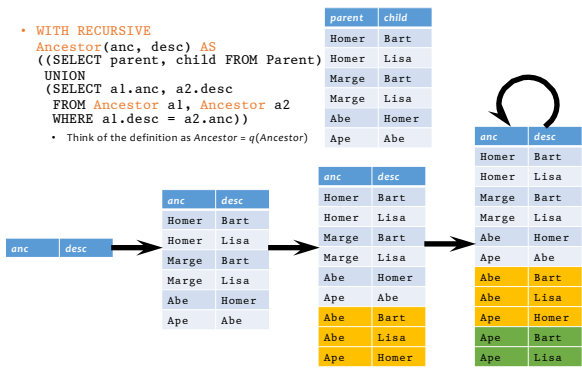 • WITH RECURSIVE
Ancestor(anc, desc) AS
((SELECT parent, child FROM Parent)
UNION
(SELECT a1.anc, a2.desc
FROM Ancestor a1, Ancestor a2
WHERE a1.desc = a2.anc))
• Think of the definition as Ancestor = q(Ancestor)
parent child
Homer Bart
Homer Lisa
Marge Bart
Marge Lisa
Abe Homer
Ape Abe
anc desc
anc desc
Homer Bart
Homer Lisa
Marge Bart
Marge Lisa
Abe Homer
Ape Abe
anc desc
Homer Bart
Homer Lisa
Marge Bart
Marge Lisa
Abe Homer
Ape Abe
Abe Bart
Abe Lisa
Ape Homer
anc desc
Homer Bart
Homer Lisa
Marge Bart
Marge Lisa
Abe Homer
Ape Abe
Abe Bart
Abe Lisa
Ape Homer
Ape Bart
Ape Lisa